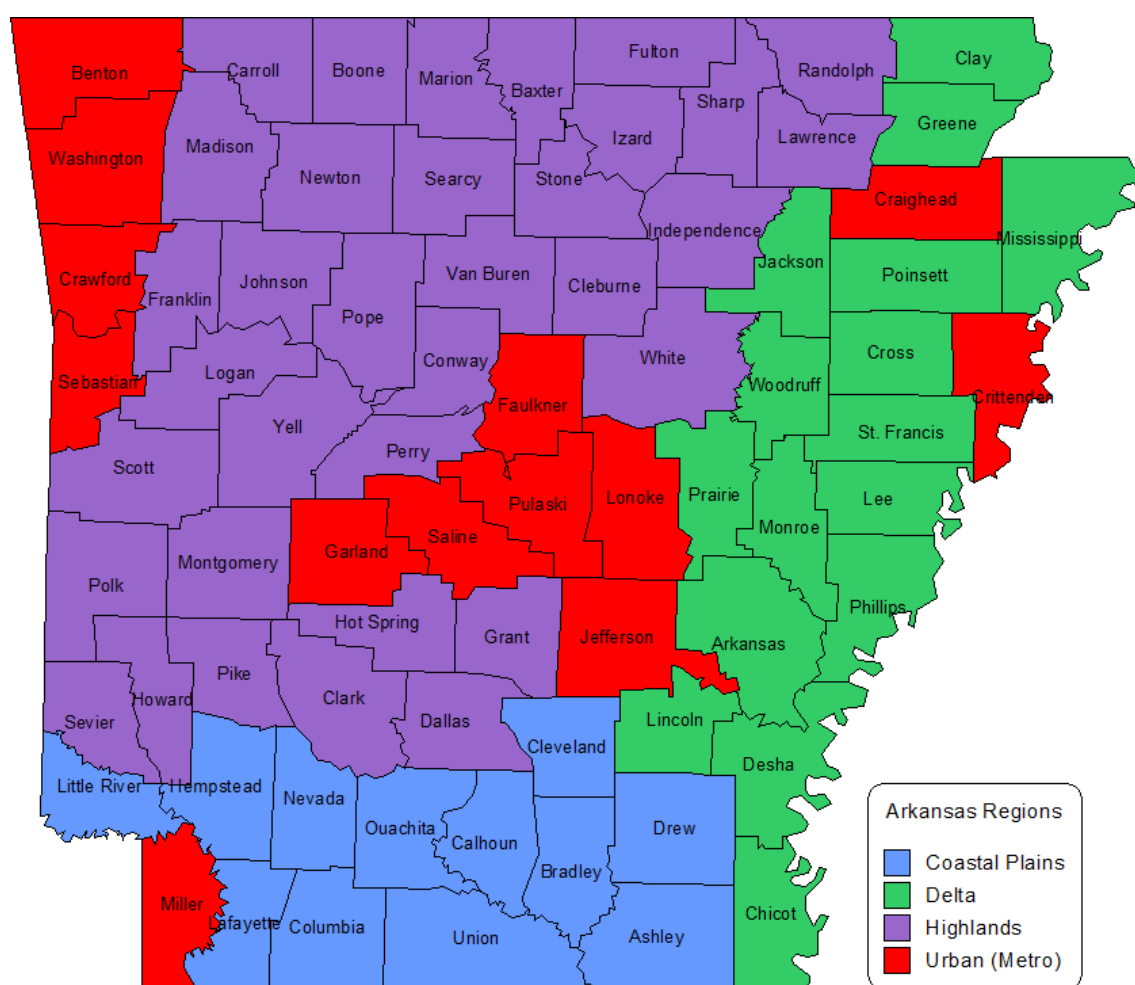 Benton
Carroll
Boone
Marion
Baxter
Fulton
Sharp
Randolph
Clay
Greene
Washington
Madison
Newton
Searcy
Stone
Izard
Lawrence
Craighead
Mississippi
Independence
Jackson
Poinsett
Crawford
Franklin
Johnson
Pope
Van Buren
Cleburne
Sebastian
Logan
Conway
White
Woodruff
Cross
Crittenden
Faulkner
Yell
Scott
Perry
St. Francis
Pulaski
Lonoke
Prairie
Lee
Monroe
Garland
Saline
Montgomery
Polk
Phillips
Hot Spring
Grant
Jefferson
Arkansas
Pike
Clark
Howard
Sevier
Dallas
Lincoln
Cleveland
Desha
Little River
Hempstead
Nevada
Ouachita
Calhoun
Drew
Bradley
Miller
Lafayette
Columbia
Union
Ashley
Chicot
Arkansas Regions
Coastal Plains
Delta
Highlands
Urban (Metro)